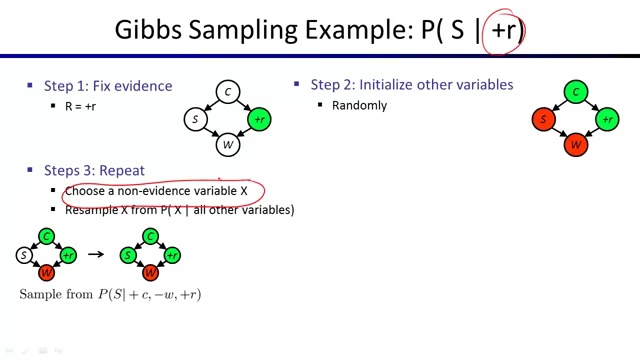 Gibbs Sampling Example: P( S | +r)
Step 1: Fix evidence
R = +r
C
S
+r
W
Step 2: Initialize other variables
Randomly
C
S
+r
W
Steps 3: Repeat
Choose a non-evidence variable X
Resample X from P( X | all other variables)
C
S
+r
W
C
S
+r
W
Sample from P(S| + c, −w, +r)